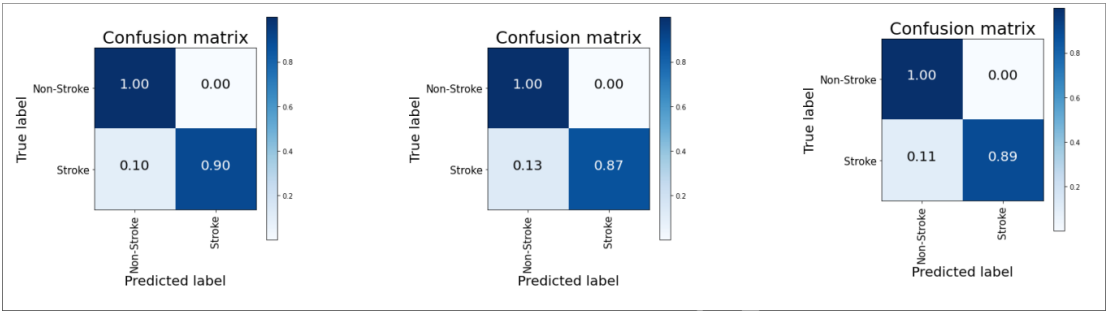 Confusion matrix
0.8
Non-Stroke
1.00
0.00
0.6
True label
0.4
Stroke
0.10
0.90
0.2
Non-Stroke
Stroke
Predicted label
Confusion matrix
0.8
Non-Stroke
1.00
0.00
0.6
True label
0.4
Stroke
0.13
0.87
0.2
Non-Stroke
Stroke
Predicted label
Confusion matrix
0.8
Non-Stroke
1.00
0.00
0.6
True label
0.4
Stroke
0.11
0.89
0.2
Non-Stroke
Stroke
Predicted label